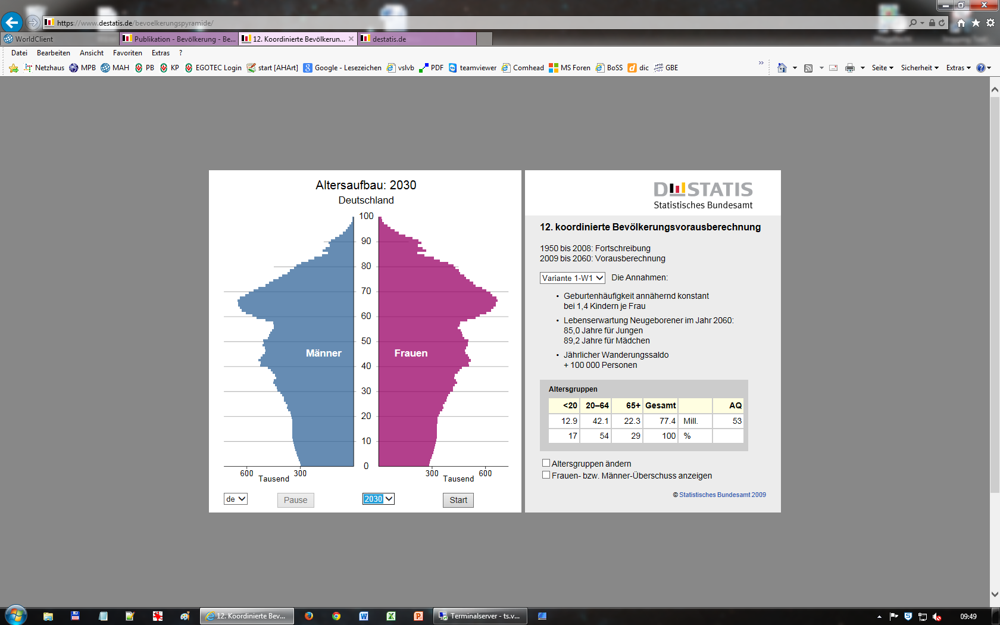 https://www.destatis.de/bevoelkerungspyramide/
WorldClient
Publikation - Bevölkerung - Be...
12. Koordinierte Bevölkerun...
destatis.de
Datei Bearbeiten Ansicht Favoriten Extras ?
Netzhaus MPB MAH PB KP EGOTEC Login start [AHArt] Google - Lesezeichen vslvb PDF teamviewer Comhead MS Foren BoSS dic GBE
Seite Sicherheit Extras
Altersaufbau: 2030
Deutschland
100
90
80
70
60
50
40
30
20
10
0
Männer
Frauen
600 300
Tausend
300 600
Tausend
de Pause 2030 Start
DESTATIS
Statistisches Bundesamt
12. koordinierte Bevölkerungsvorausberechnung
1950 bis 2008: Fortschreibung
2009 bis 2060: Vorausberechnung
Variante 1-W1 Die Annahmen:
• Geburtenhäufigkeit annähernd konstant
bei 1,4 Kindern je Frau
• Lebenserwartung Neugeborener im Jahr 2060:
85,0 Jahre für Jungen
89,2 Jahre für Mädchen
• Jährlicher Wanderungssaldo
+ 100 000 Personen
Altersgruppen
<20 20–64 65+ Gesamt AQ
12.9 42.1 22.3 77.4 Mill. 53
17 54 29 100 %
Altersgruppen ändern
Frauen- bzw. Männer-Überschuss anzeigen
© Statistisches Bundesamt 2009
12. Koordinierte Bev...
Terminalserver - ts.v...
09:49